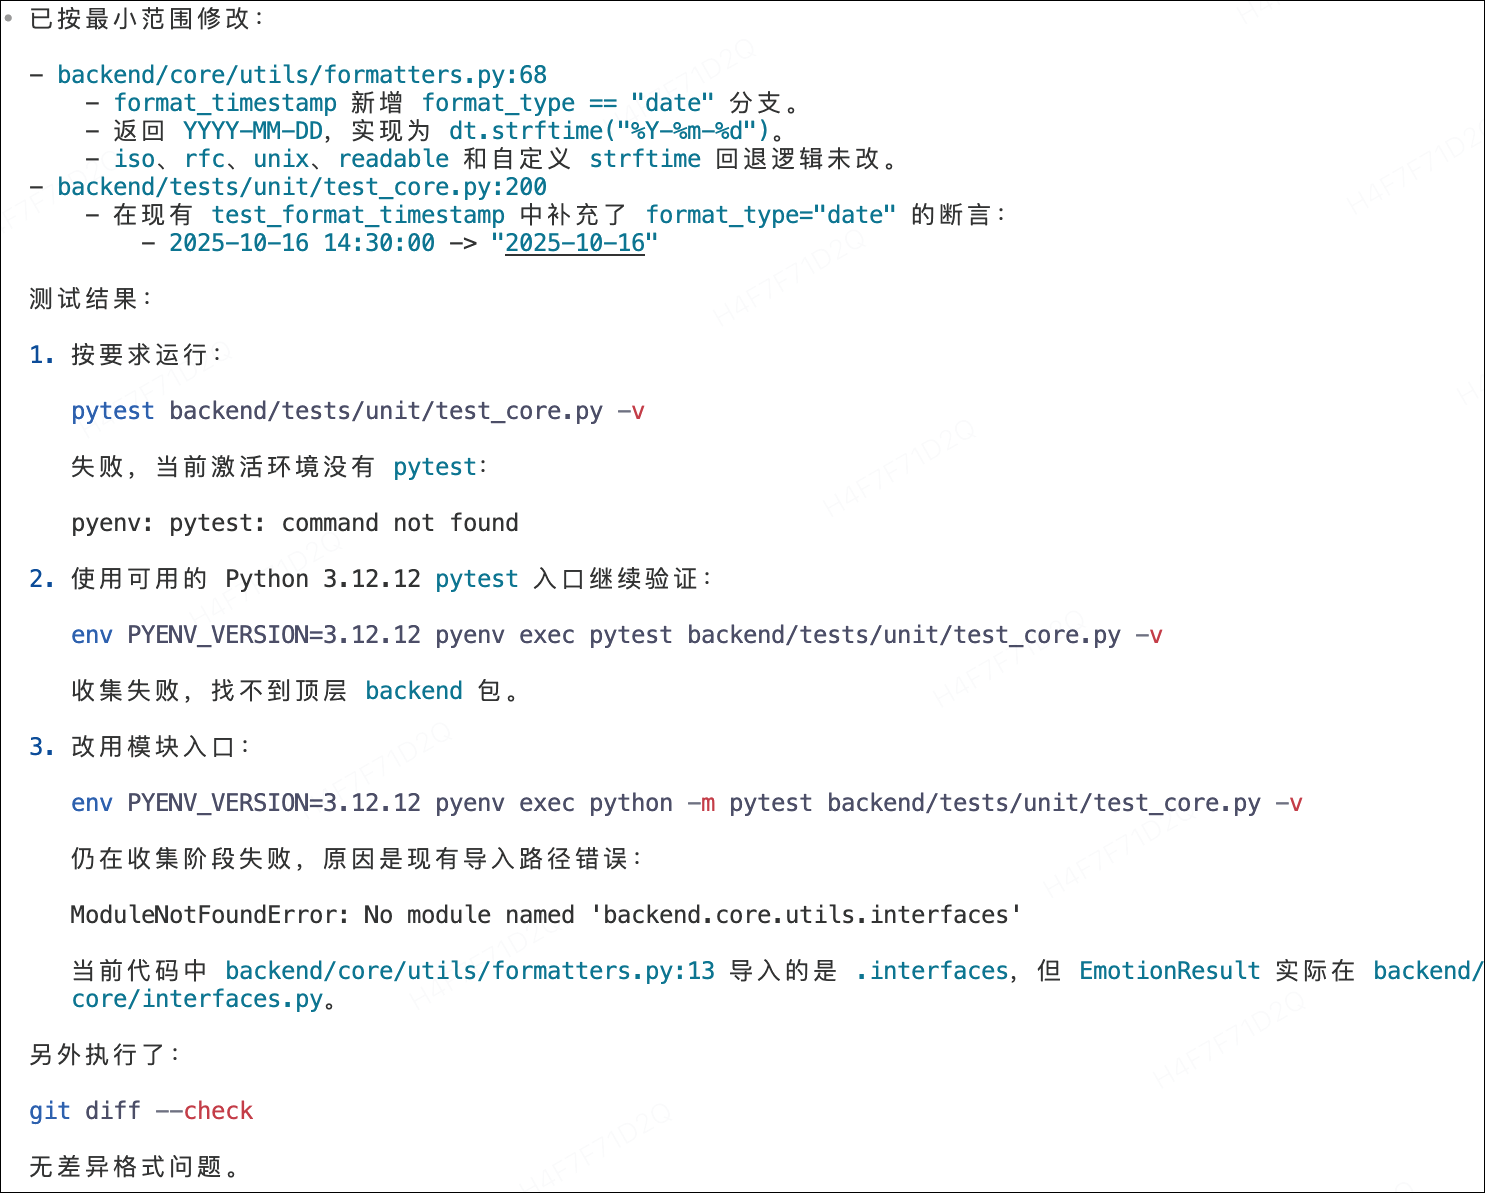 • 已按最小范围修改：
– backend/core/utils/formatters.py:68
– format_timestamp 新增 format_type == "date" 分支。
– 返回 YYYY-MM-DD，实现为 dt.strftime("%Y-%m-%d")。
– iso、rfc、unix、readable 和自定义 strftime 回退逻辑未改。
– backend/tests/unit/test_core.py:200
– 在现有 test_format_timestamp 中补充了 format_type="date" 的断言：
– 2025-10-16 14:30:00 -> "2025-10-16"
测试结果：
1. 按要求运行：
pytest backend/tests/unit/test_core.py -v
失败，当前激活环境没有 pytest：
pyenv: pytest: command not found
2. 使用可用的 Python 3.12.12 pytest 入口继续验证：
env PYENV_VERSION=3.12.12 pyenv exec pytest backend/tests/unit/test_core.py -v
收集失败，找不到顶层 backend 包。
3. 改用模块入口：
env PYENV_VERSION=3.12.12 pyenv exec python -m pytest backend/tests/unit/test_core.py -v
仍在收集阶段失败，原因是现有导入路径错误：
ModuleNotFoundError: No module named 'backend.core.utils.interfaces'
当前代码中 backend/core/utils/formatters.py:13 导入的是 .interfaces，但 EmotionResult 实际在 backend/
core/interfaces.py。
另外执行了：
git diff --check
无差异格式问题。